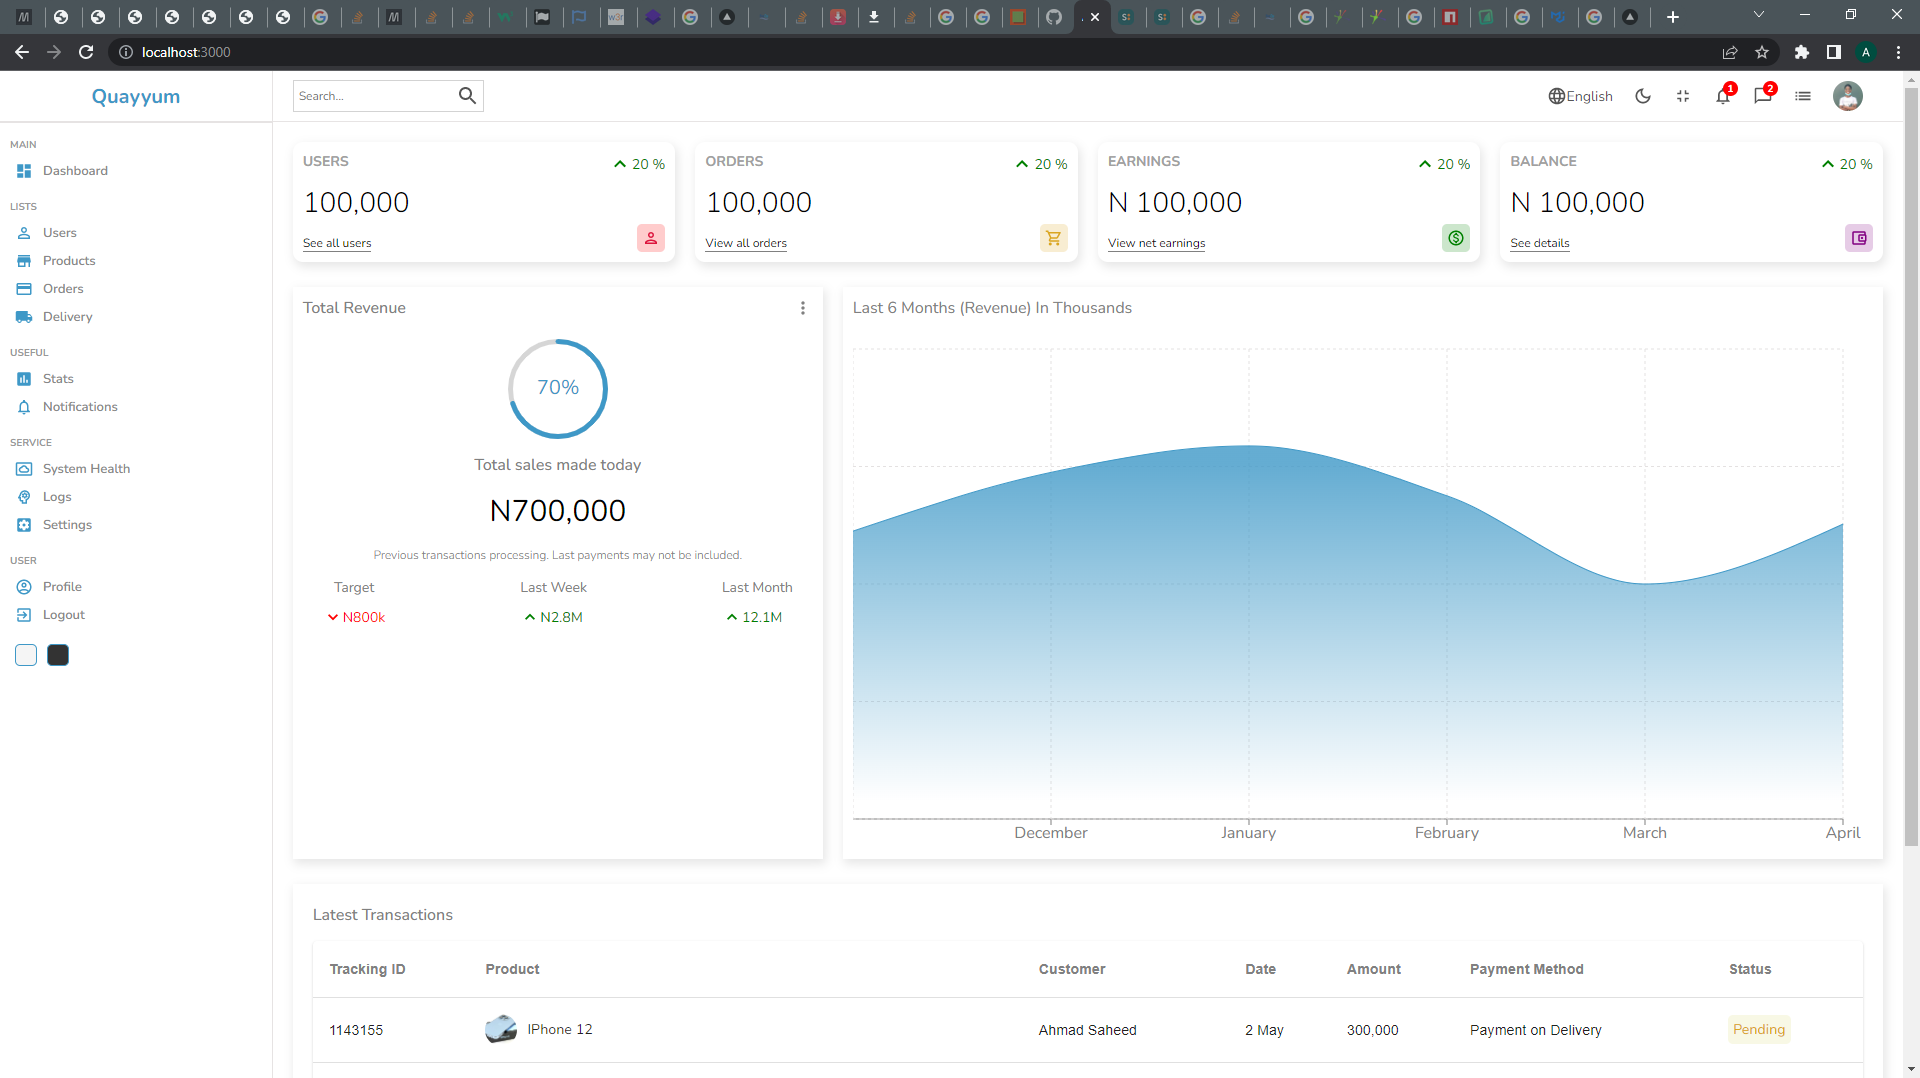 localhost:3000
A
Quayyum
Search...
English
1
2
MAIN
Dashboard
LISTS
Users
Products
Orders
Delivery
USEFUL
Stats
Notifications
SERVICE
System Health
Logs
Settings
USER
Profile
Logout
USERS
20 %
100,000
See all users
ORDERS
20 %
100,000
View all orders
EARNINGS
20 %
N 100,000
View net earnings
BALANCE
20 %
N 100,000
See details
Total Revenue
70%
Total sales made today
N700,000
Previous transactions processing. Last payments may not be included.
Target Last Week Last Month
N800k N2.8M 12.1M
Last 6 Months (Revenue) In Thousands
December January February March April
Latest Transactions
Tracking ID Product Customer Date Amount Payment Method Status
1143155 IPhone 12 Ahmad Saheed 2 May 300,000 Payment on Delivery Pending